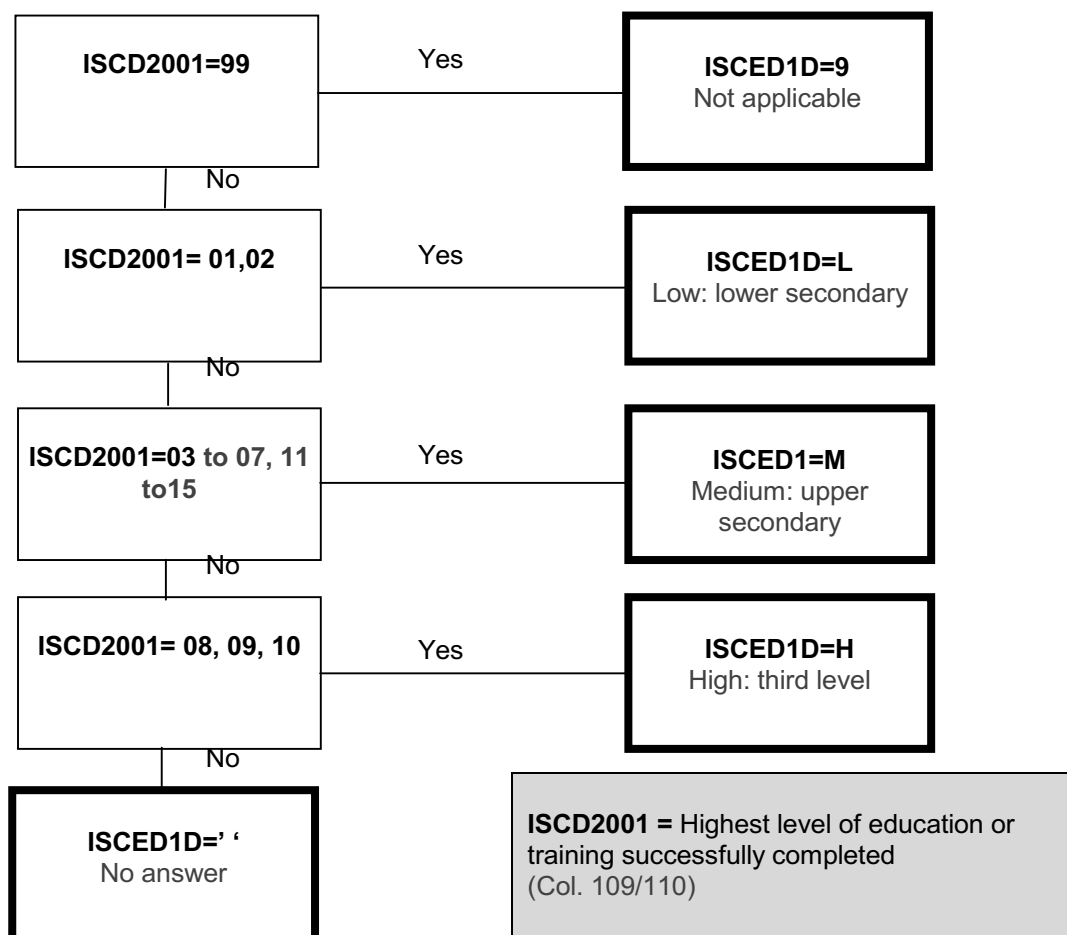 ISCD2001=99
Yes
ISCED1D=9
Not applicable
No
ISCD2001= 01,02
Yes
ISCED1D=L
Low: lower secondary
No
ISCD2001=03 to 07, 11
to15
Yes
ISCED1=M
Medium: upper
secondary
No
ISCD2001= 08, 09, 10
Yes
ISCED1D=H
High: third level
No
ISCED1D=’ ‘
No answer
ISCD2001 = Highest level of education or
training successfully completed
(Col. 109/110)